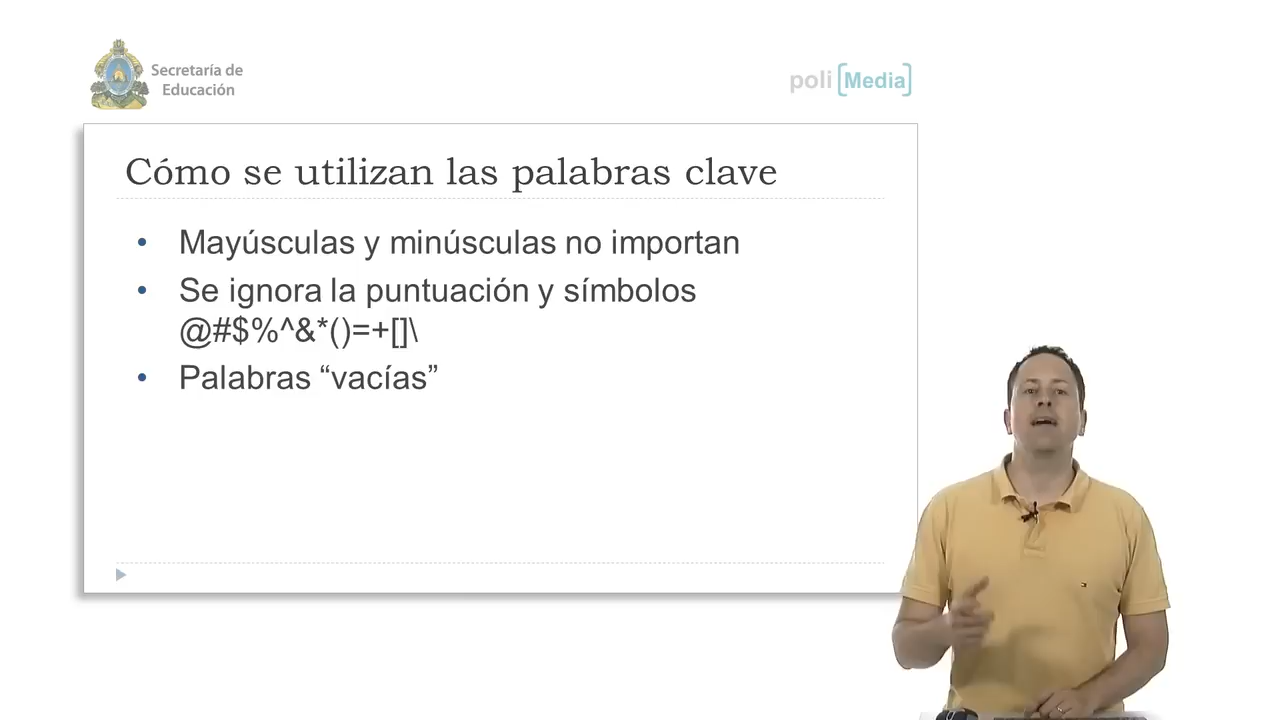 Secretaría de
Educación
poli [Media]
Cómo se utilizan las palabras clave
• Mayúsculas y minúsculas no importan
• Se ignora la puntuación y símbolos
@#$%^&*()=+[]\
• Palabras “vacías”